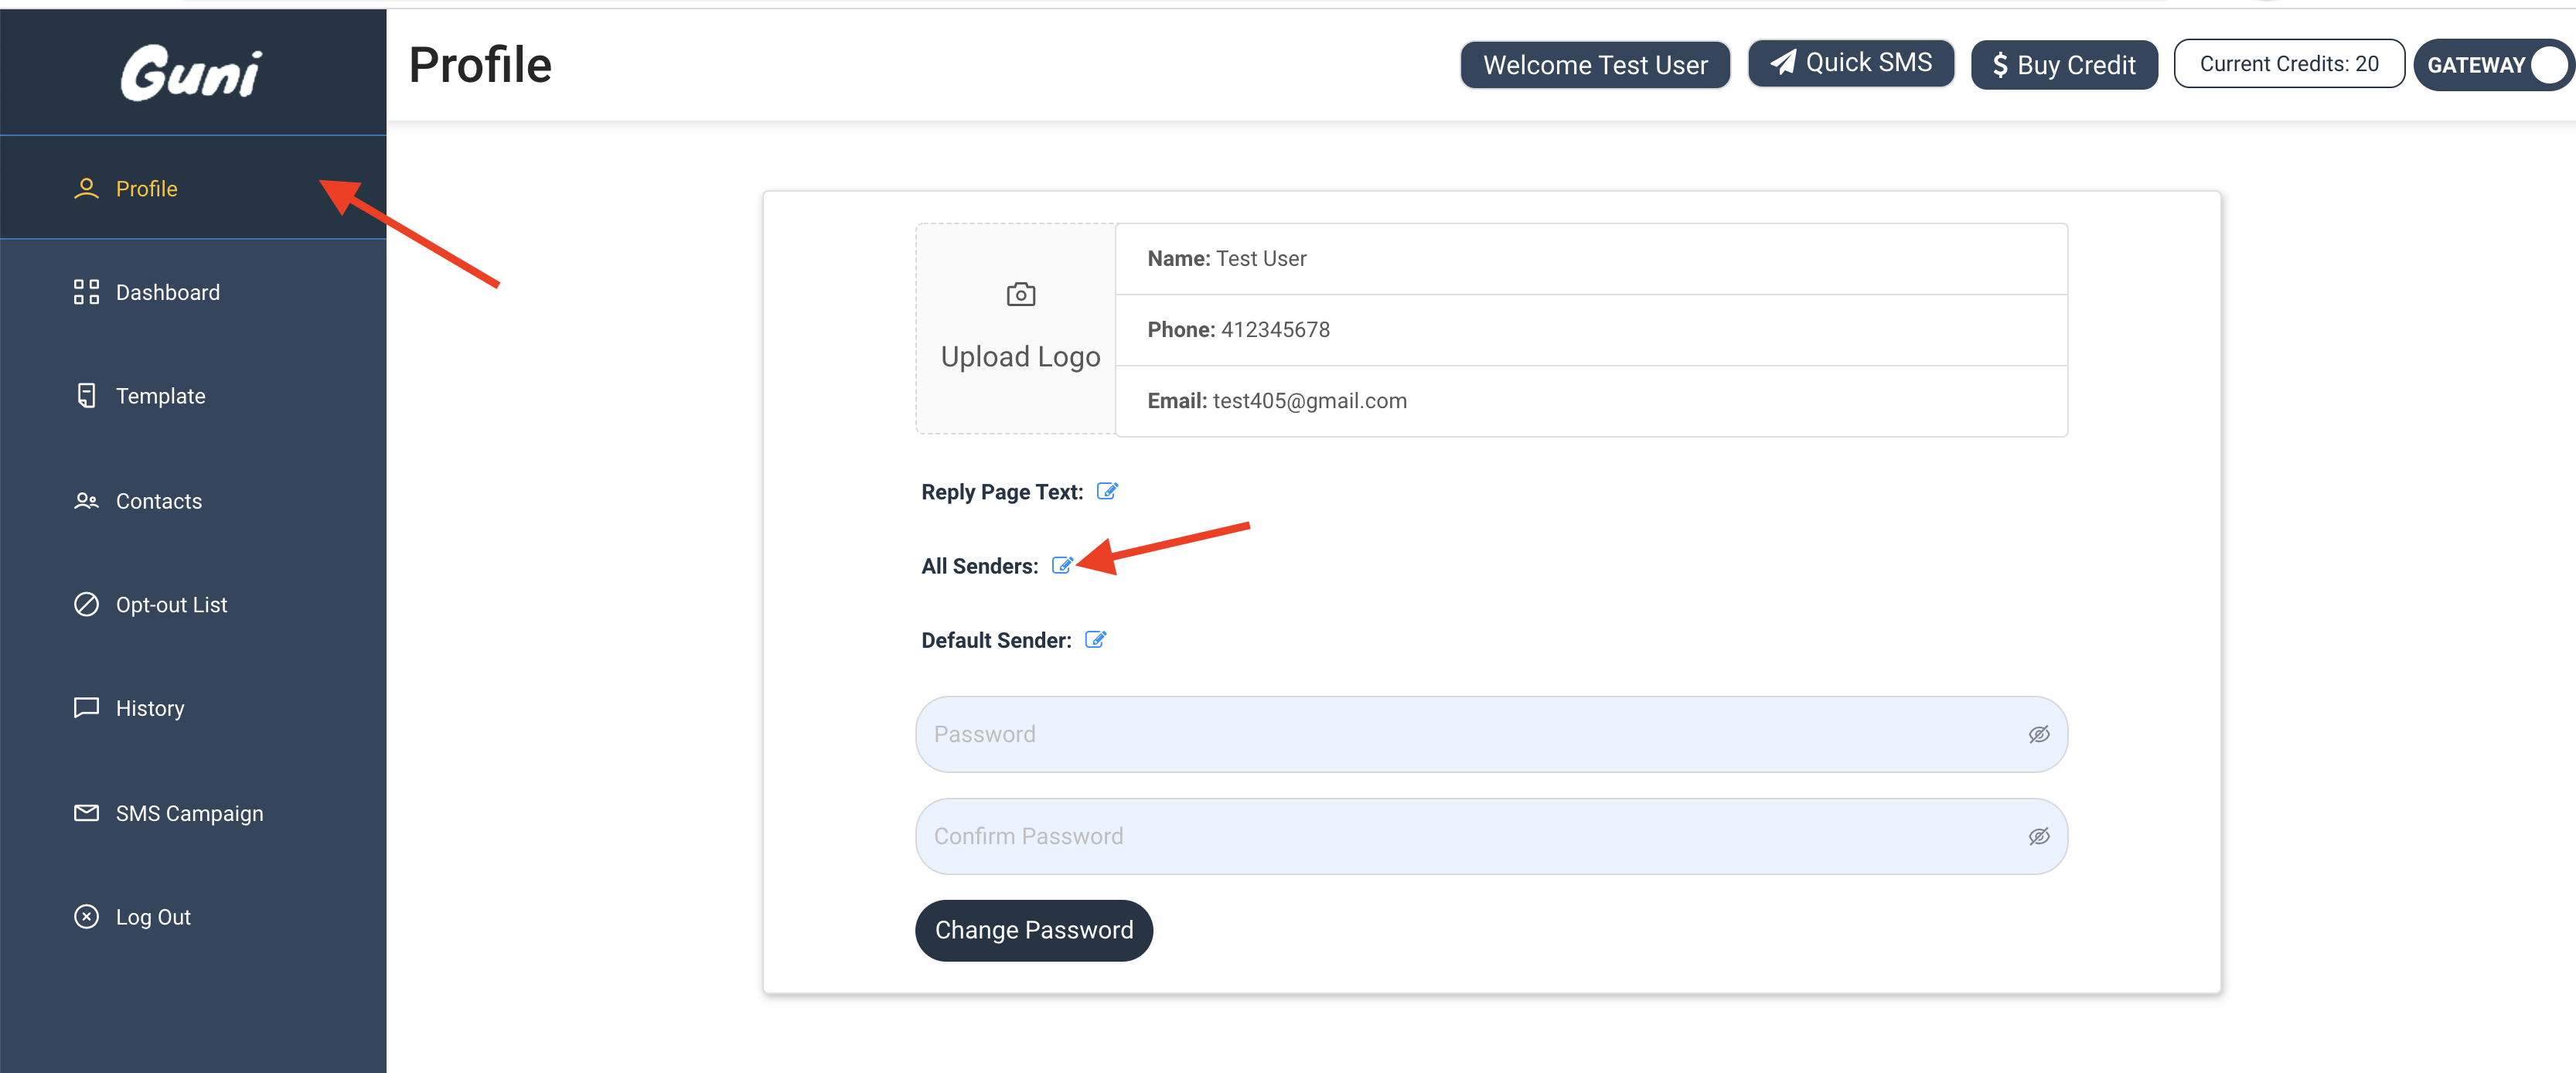 Guni
Profile
Welcome Test User
Quick SMS
$ Buy Credit
Current Credits: 20
GATEWAY
Profile
Dashboard
Template
Contacts
Opt-out List
History
SMS Campaign
Log Out
Upload Logo
Name: Test User
Phone: 412345678
Email: test405@gmail.com
Reply Page Text:
All Senders:
Default Sender:
Password
Confirm Password
Change Password